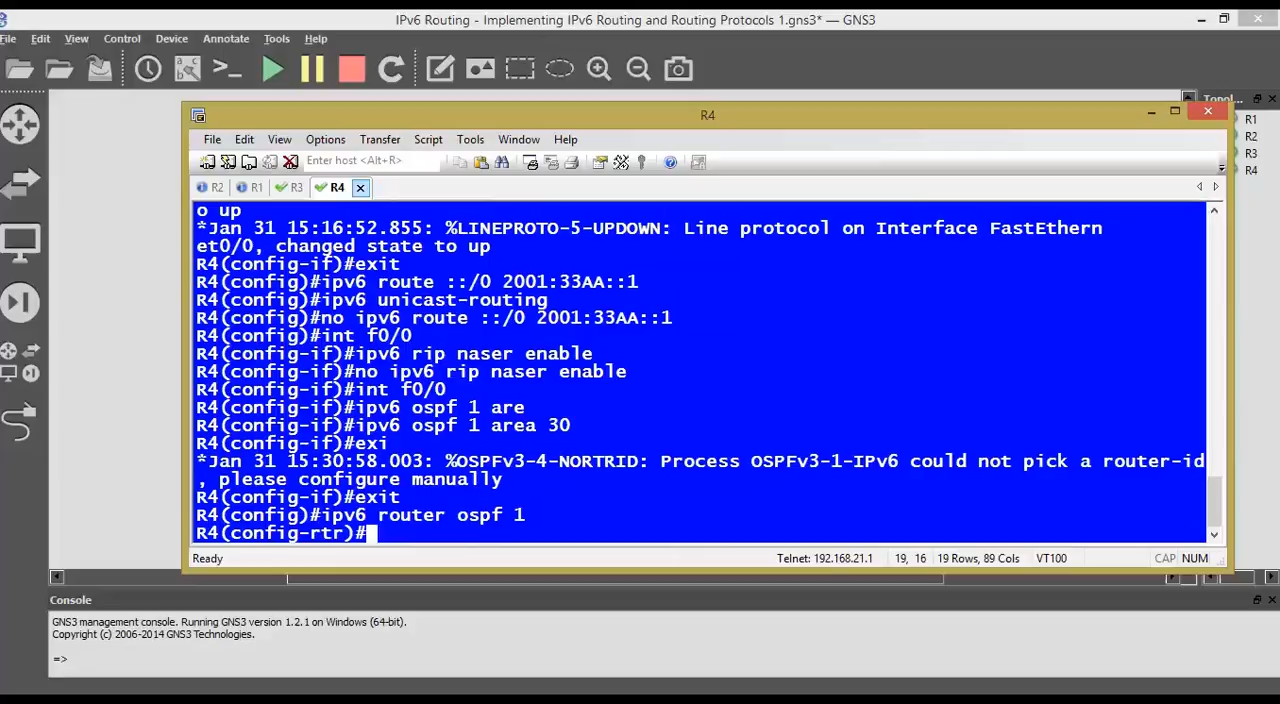 IPv6 Routing - Implementing IPv6 Routing and Routing Protocols 1.gns3* — GNS3
File Edit View Control Device Annotate Tools Help
Topol...
R1
R2
R3
R4
R4
File Edit View Options Transfer Script Tools Window Help
Enter host <Alt+R>
R2 R1 R3 R4
o up
*Jan 31 15:16:52.855: %LINEPROTO-5-UPDOWN: Line protocol on Interface FastEthern
et0/0, changed state to up
R4(config-if)#exit
R4(config)#ipv6 route ::/0 2001:33AA::1
R4(config)#ipv6 unicast-routing
R4(config)#no ipv6 route ::/0 2001:33AA::1
R4(config)#int f0/0
R4(config-if)#ipv6 rip naser enable
R4(config-if)#no ipv6 rip naser enable
R4(config-if)#int f0/0
R4(config-if)#ipv6 ospf 1 are
R4(config-if)#ipv6 ospf 1 area 30
R4(config-if)#exi
*Jan 31 15:30:58.003: %OSPFv3-4-NORTRID: Process OSPFv3-1-IPv6 could not pick a router-id
, please configure manually
R4(config-if)#exit
R4(config)#ipv6 router ospf 1
R4(config-rtr)#
Ready Telnet: 192.168.21.1 19, 16 19 Rows, 89 Cols VT100 CAP NUM
Console
GNS3 management console. Running GNS3 version 1.2.1 on Windows (64-bit).
Copyright (c) 2006-2014 GNS3 Technologies.
=>